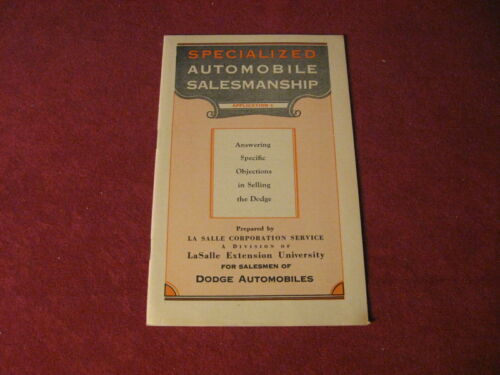 SPECIALIZED
AUTOMOBILE
SALESMANSHIP
APPLICATION 6
Answering
Specific
Objections
in Selling
the Dodge
Prepared by
LA SALLE CORPORATION SERVICE
A DIVISION OF
LaSalle Extension University
FOR SALESMEN OF
DODGE AUTOMOBILES